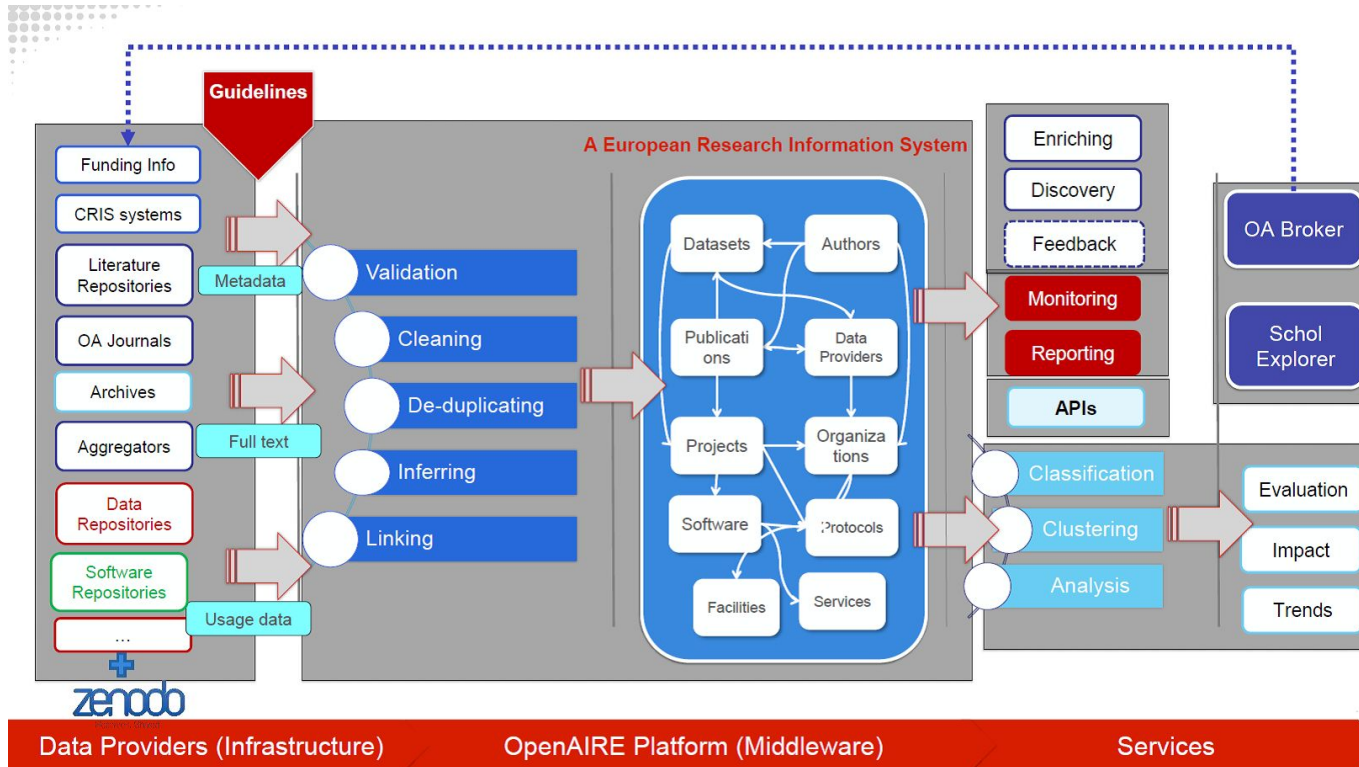 Guidelines
Funding Info
CRIS systems
Literature
Repositories
OA Journals
Archives
Aggregators
Data
Repositories
Software
Repositories
...
zenodo
Metadata
Full text
Usage data
Validation
Cleaning
De-duplicating
Inferring
Linking
A European Research Information System
Datasets
Authors
Publicati
ons
Data
Providers
Projects
Organiza
tions
Software
Protocols
Facilities
Services
Enriching
Discovery
Feedback
Monitoring
Reporting
APIs
Classification
Clustering
Analysis
OA Broker
Schol
Explorer
Evaluation
Impact
Trends
Data Providers (Infrastructure)
OpenAIRE Platform (Middleware)
Services